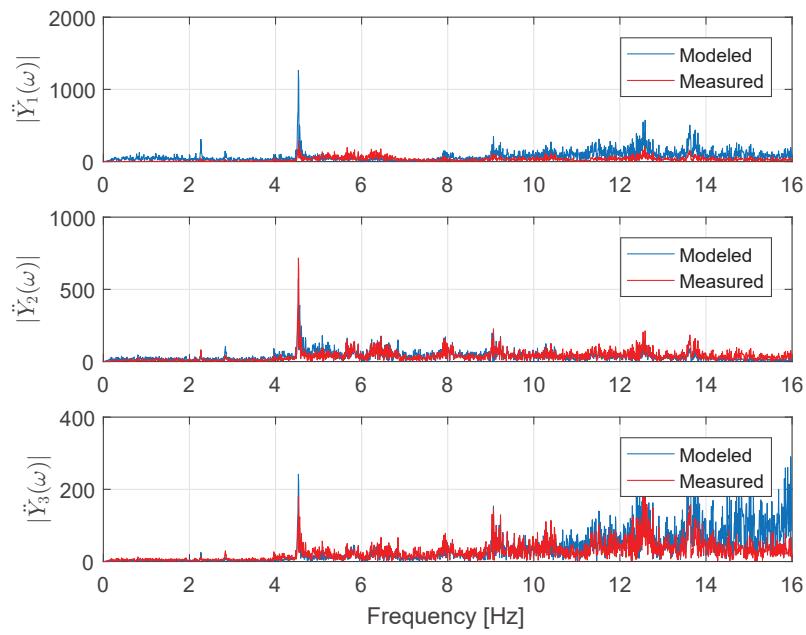 2000
1000
0
|Ÿ₁(ω)|
Modeled
Measured
0 2 4 6 8 10 12 14 16
1000
500
0
|Ÿ₂(ω)|
Modeled
Measured
0 2 4 6 8 10 12 14 16
400
200
0
|Ÿ₃(ω)|
Modeled
Measured
0 2 4 6 8 10 12 14 16
Frequency [Hz]